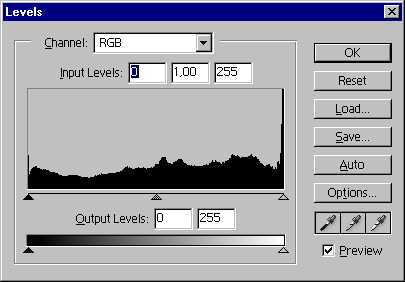 Levels
Channel: RGB
Input Levels: 0 1,00 255
Output Levels: 0 255
OK
Reset
Load...
Save...
Auto
Options...
Preview